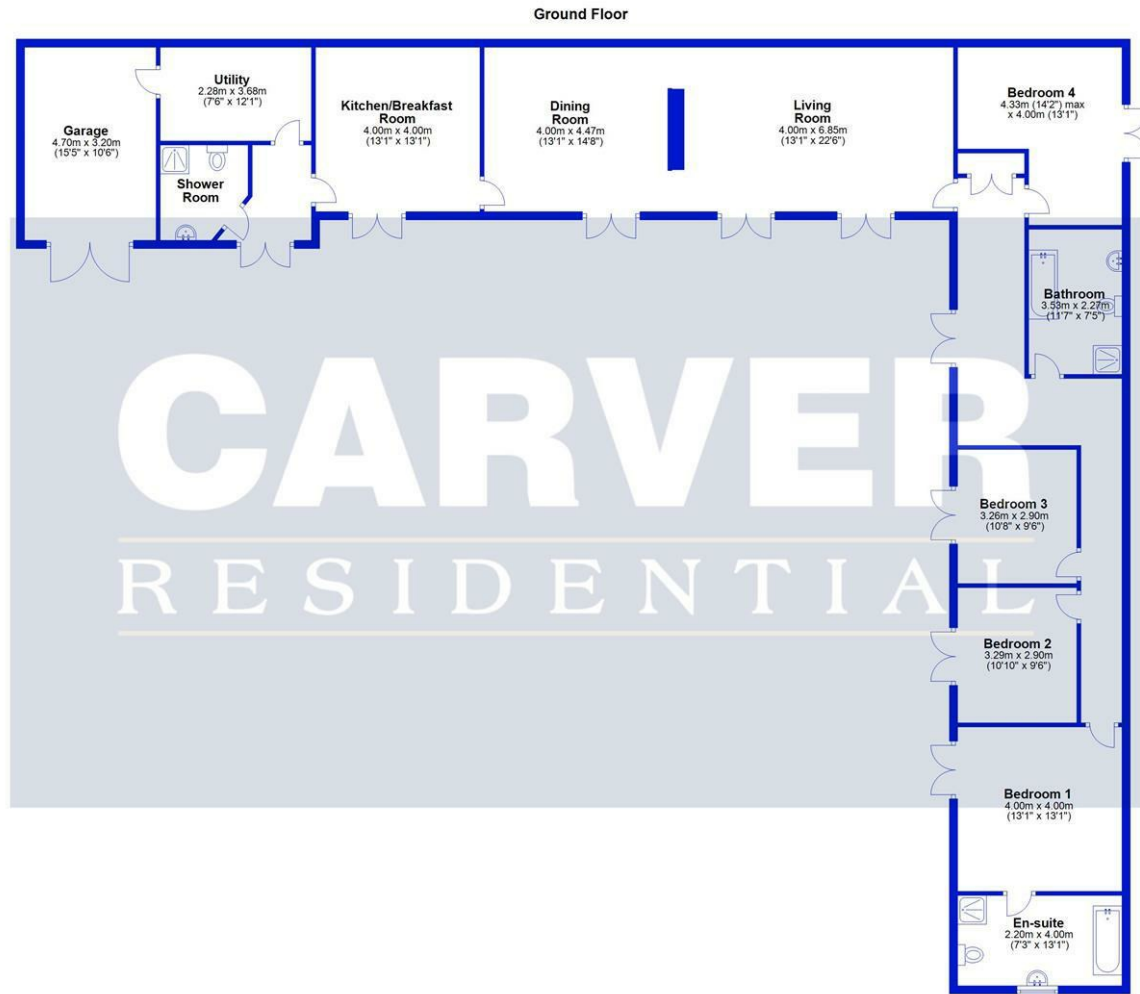 Ground Floor
Garage
4.70m x 3.20m
(15'5" x 10'6")
Utility
2.28m x 3.68m
(7'6" x 12'1")
Shower
Room
Kitchen/Breakfast
Room
4.00m x 4.00m
(13'1" x 13'1")
Dining
Room
4.00m x 4.47m
(13'1" x 14'8")
Living
Room
4.00m x 6.85m
(13'1" x 22'6")
Bedroom 4
4.33m (14'2") max
x 4.00m (13'1")
Bathroom
3.53m x 2.27m
(11'7" x 7'5")
CARVER
RESIDENTIAL
Bedroom 3
3.26m x 2.90m
(10'8" x 9'6")
Bedroom 2
3.29m x 2.90m
(10'10" x 9'6")
Bedroom 1
4.00m x 4.00m
(13'1" x 13'1")
En-suite
2.20m x 4.00m
(7'3" x 13'1")